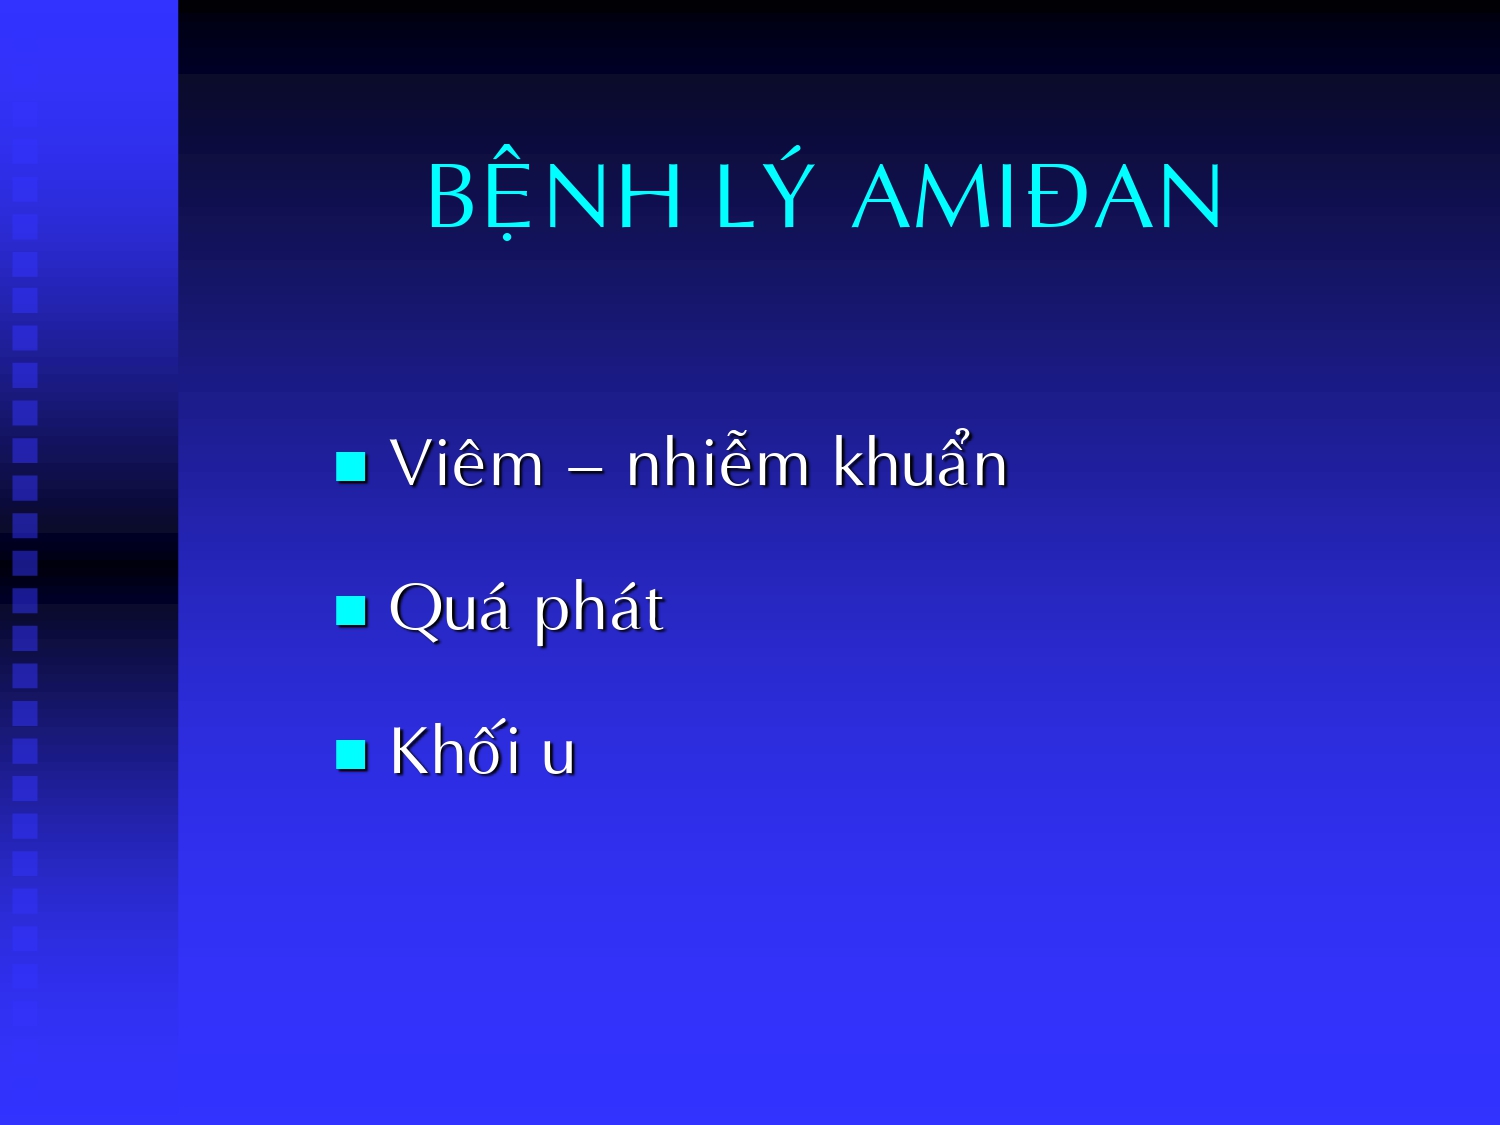 BỆNH LÝ AMIĐAN
Viêm – nhiễm khuẩn
Quá phát
Khối u